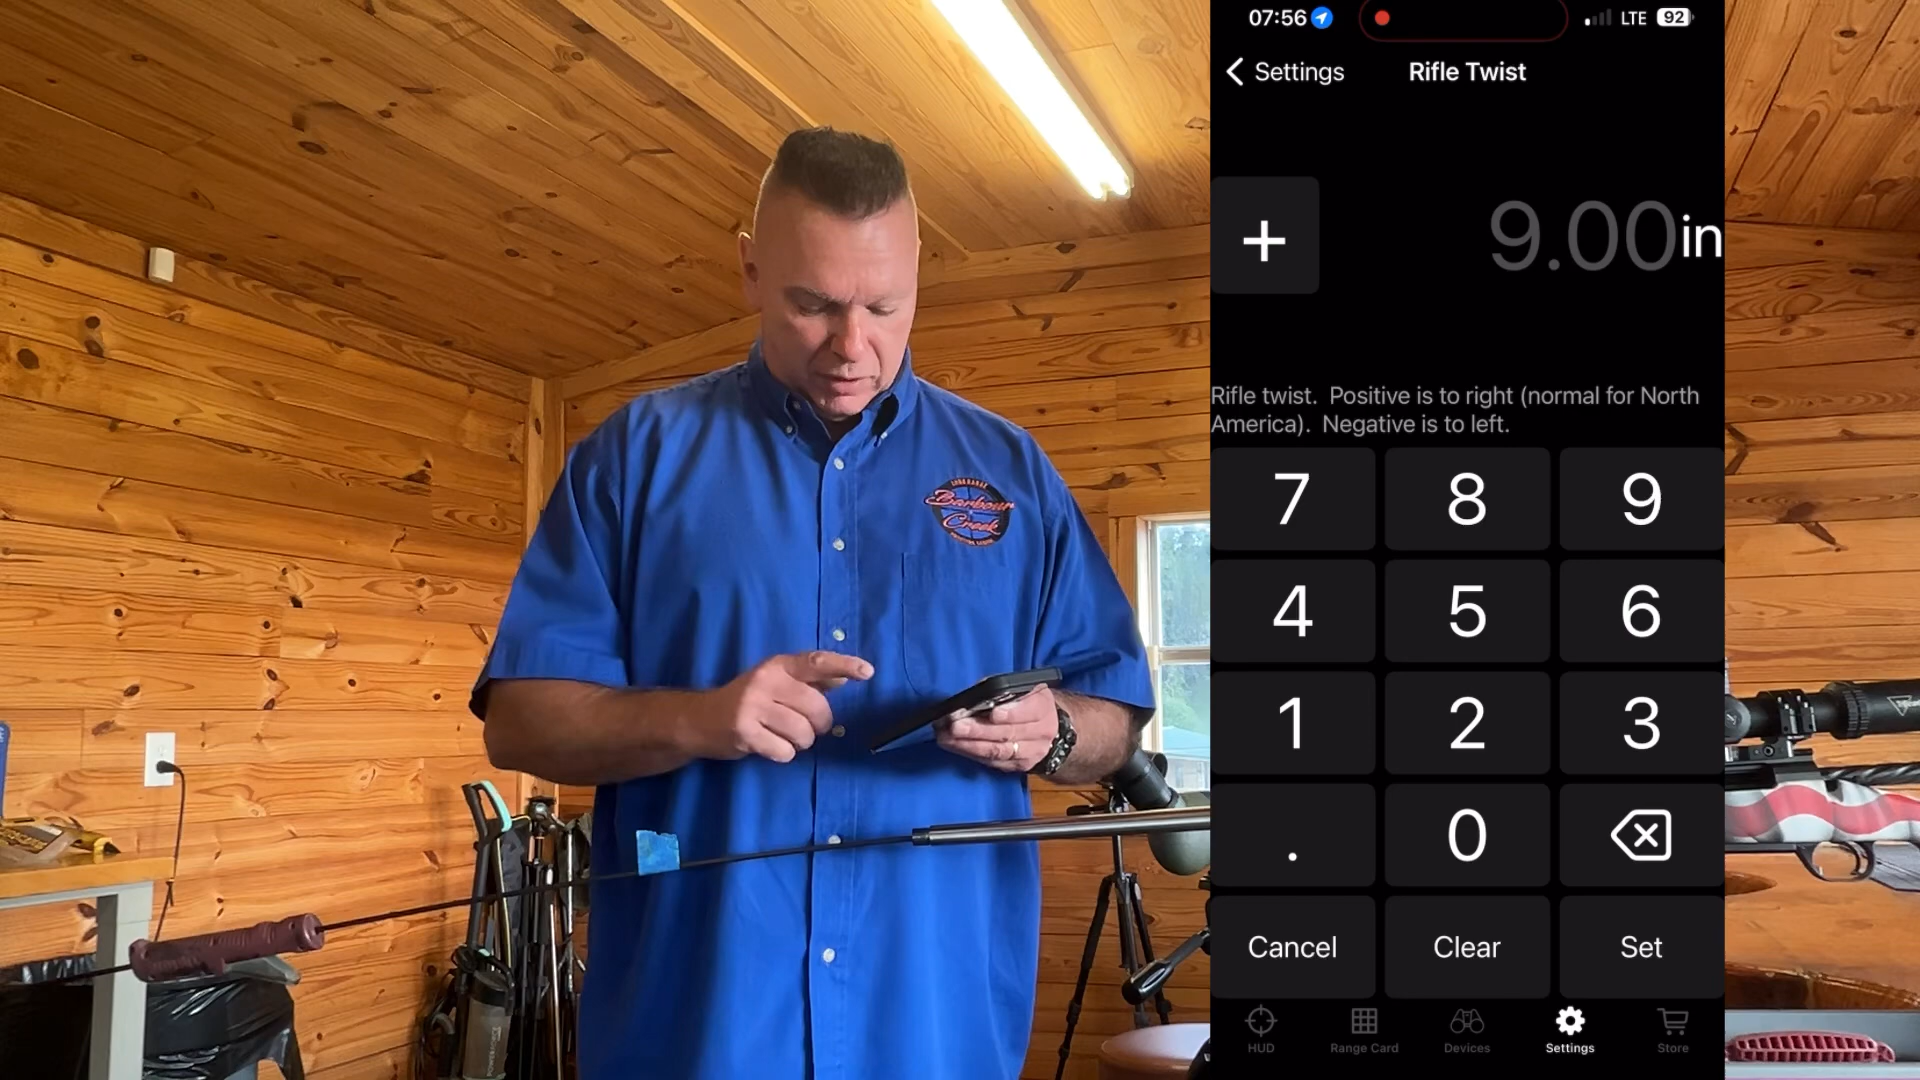 Barbour
Creek
07:56
LTE
92
Settings
Rifle Twist
+
9.00in
Rifle twist.  Positive is to right (normal for North
America).  Negative is to left.
7 8 9
4 5 6
1 2 3
. 0
Cancel Clear Set
HUD Range Card Devices Settings Store